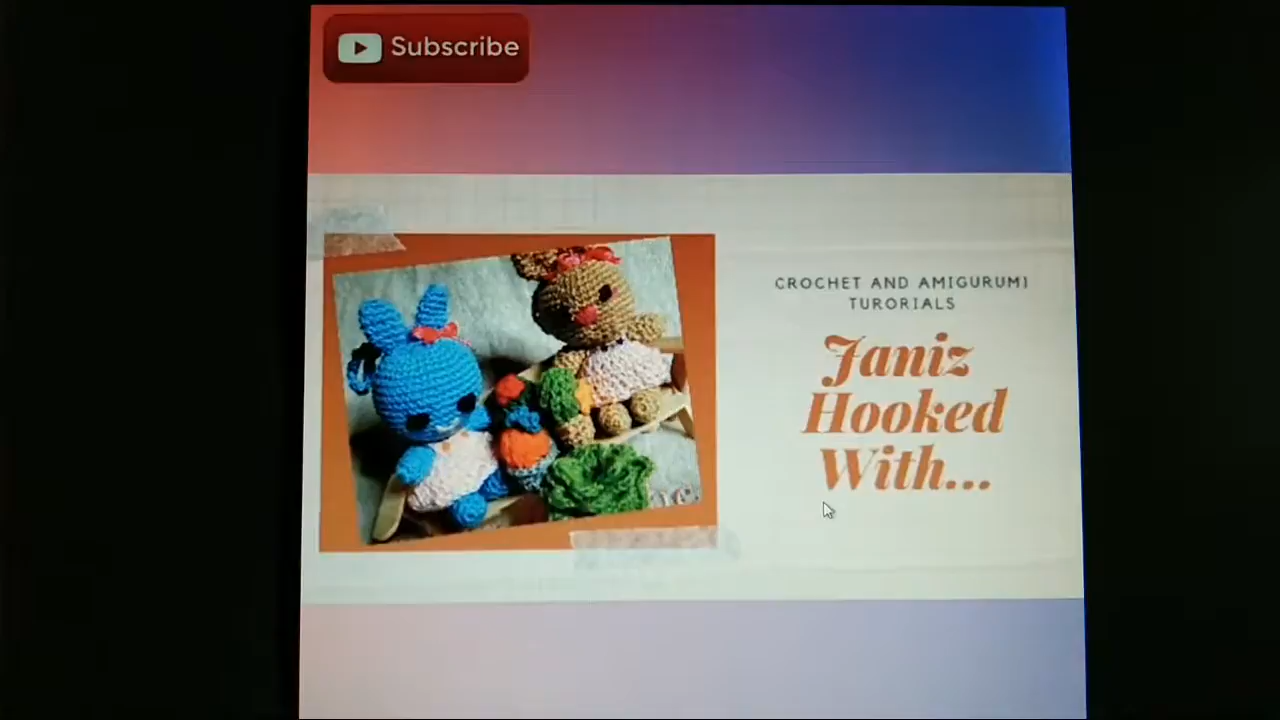 Subscribe
CROCHET AND AMIGURUMI
TURORIALS
Janiz
Hooked
With...